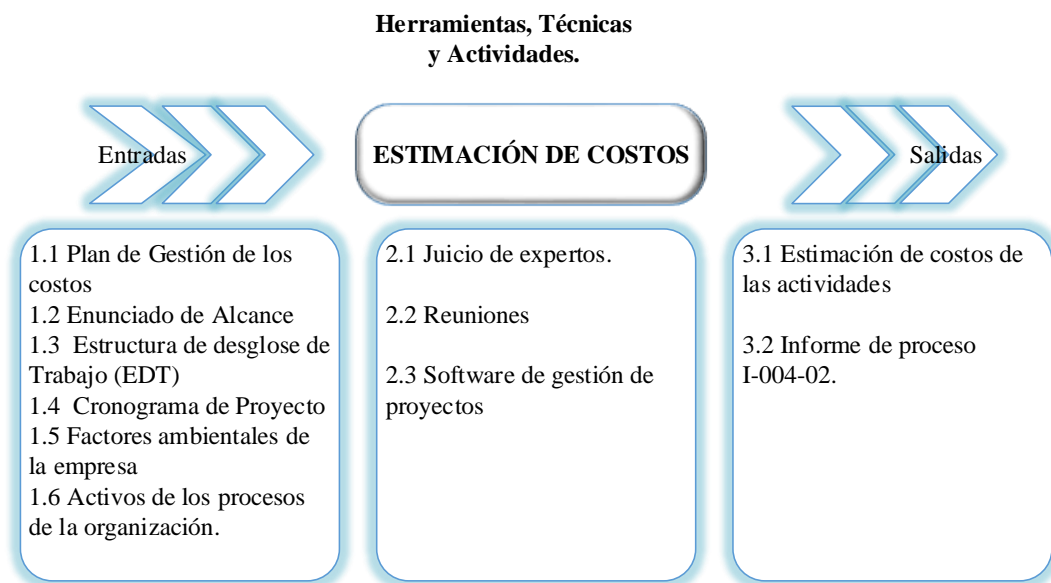 Herramientas, Técnicas
y Actividades.
Entradas
ESTIMACIÓN DE COSTOS
Salidas
1.1 Plan de Gestión de los
costos
1.2 Enunciado de Alcance
1.3 Estructura de desglose de
Trabajo (EDT)
1.4 Cronograma de Proyecto
1.5 Factores ambientales de
la empresa
1.6 Activos de los procesos
de la organización.
2.1 Juicio de expertos.
2.2 Reuniones
2.3 Software de gestión de
proyectos
3.1 Estimación de costos de
las actividades
3.2 Informe de proceso
I-004-02.